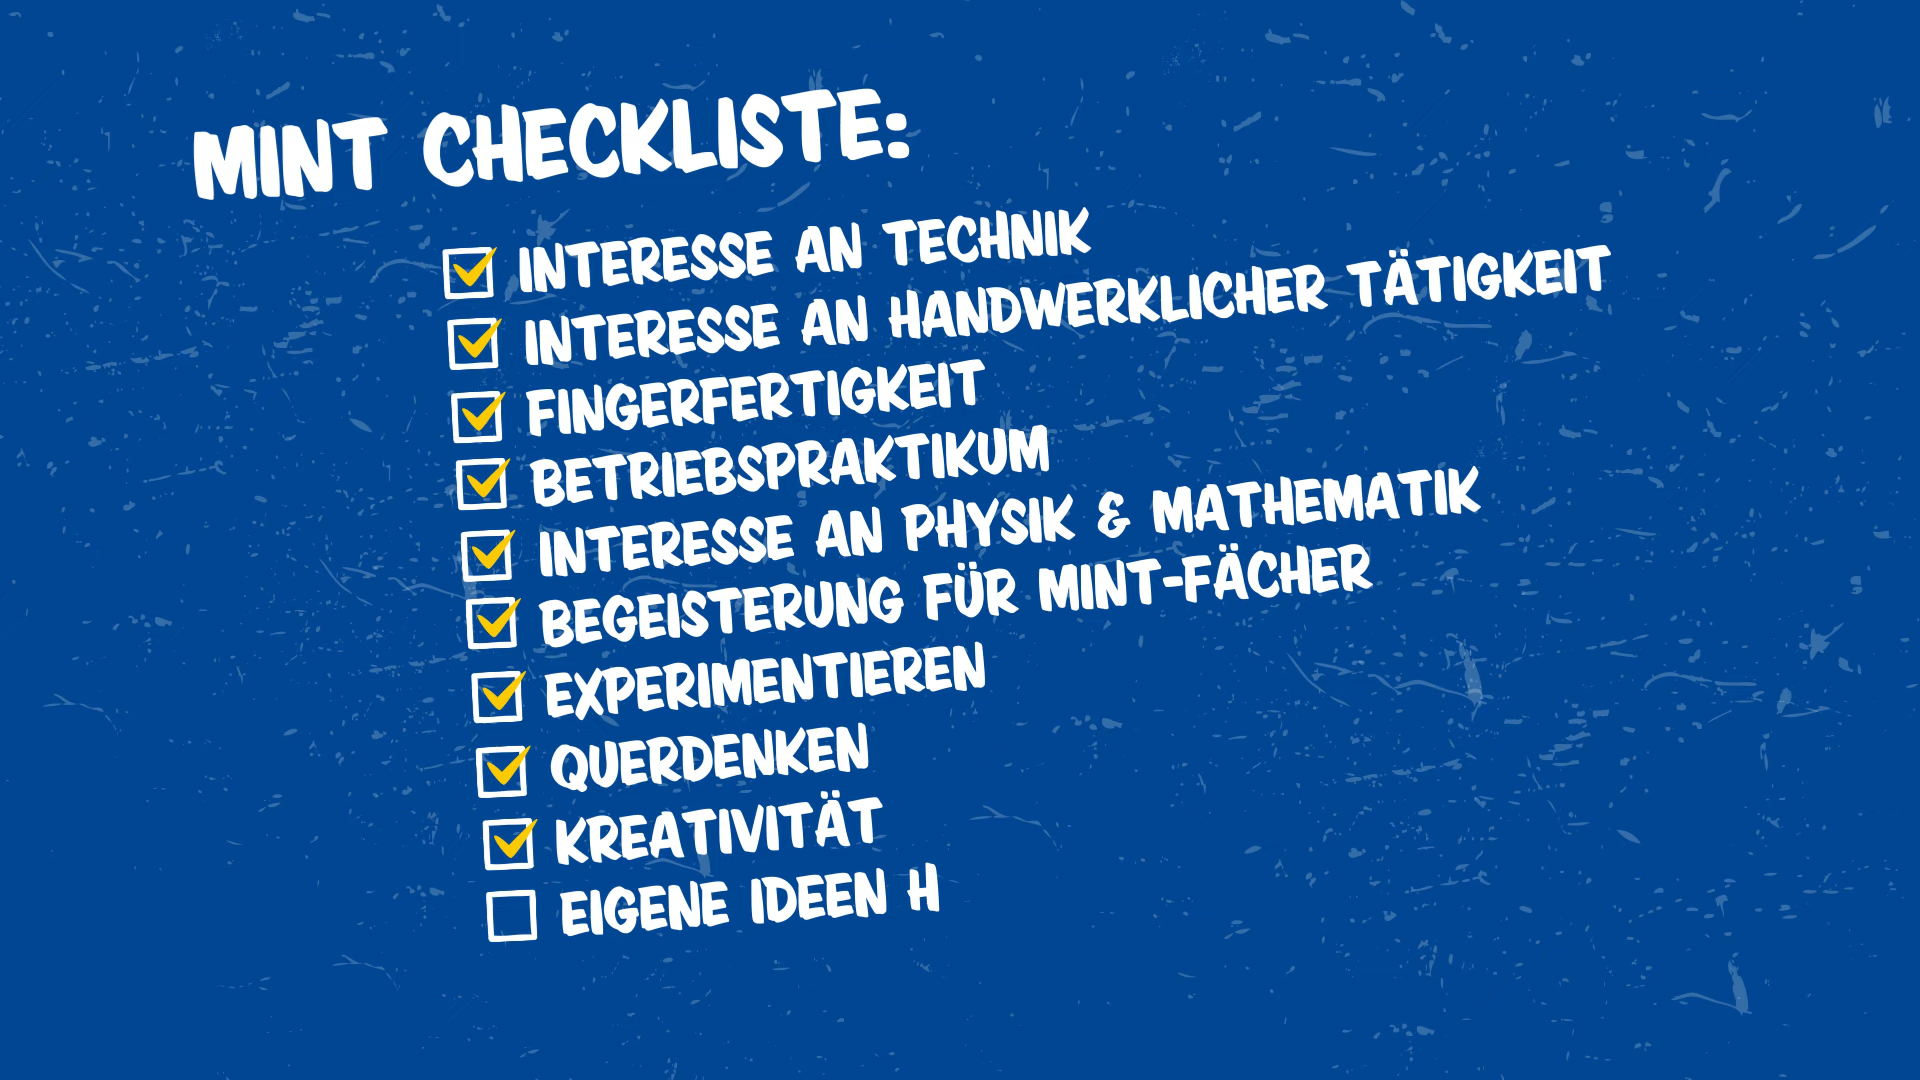 MINT CHECKLISTE:
INTERESSE AN TECHNIK
INTERESSE AN HANDWERKLICHER TÄTIGKEIT
FINGERFERTIGKEIT
BETRIEBSPRAKTIKUM
INTERESSE AN PHYSIK & MATHEMATIK
BEGEISTERUNG FÜR MINT-FÄCHER
EXPERIMENTIEREN
QUERDENKEN
KREATIVITÄT
EIGENE IDEEN H